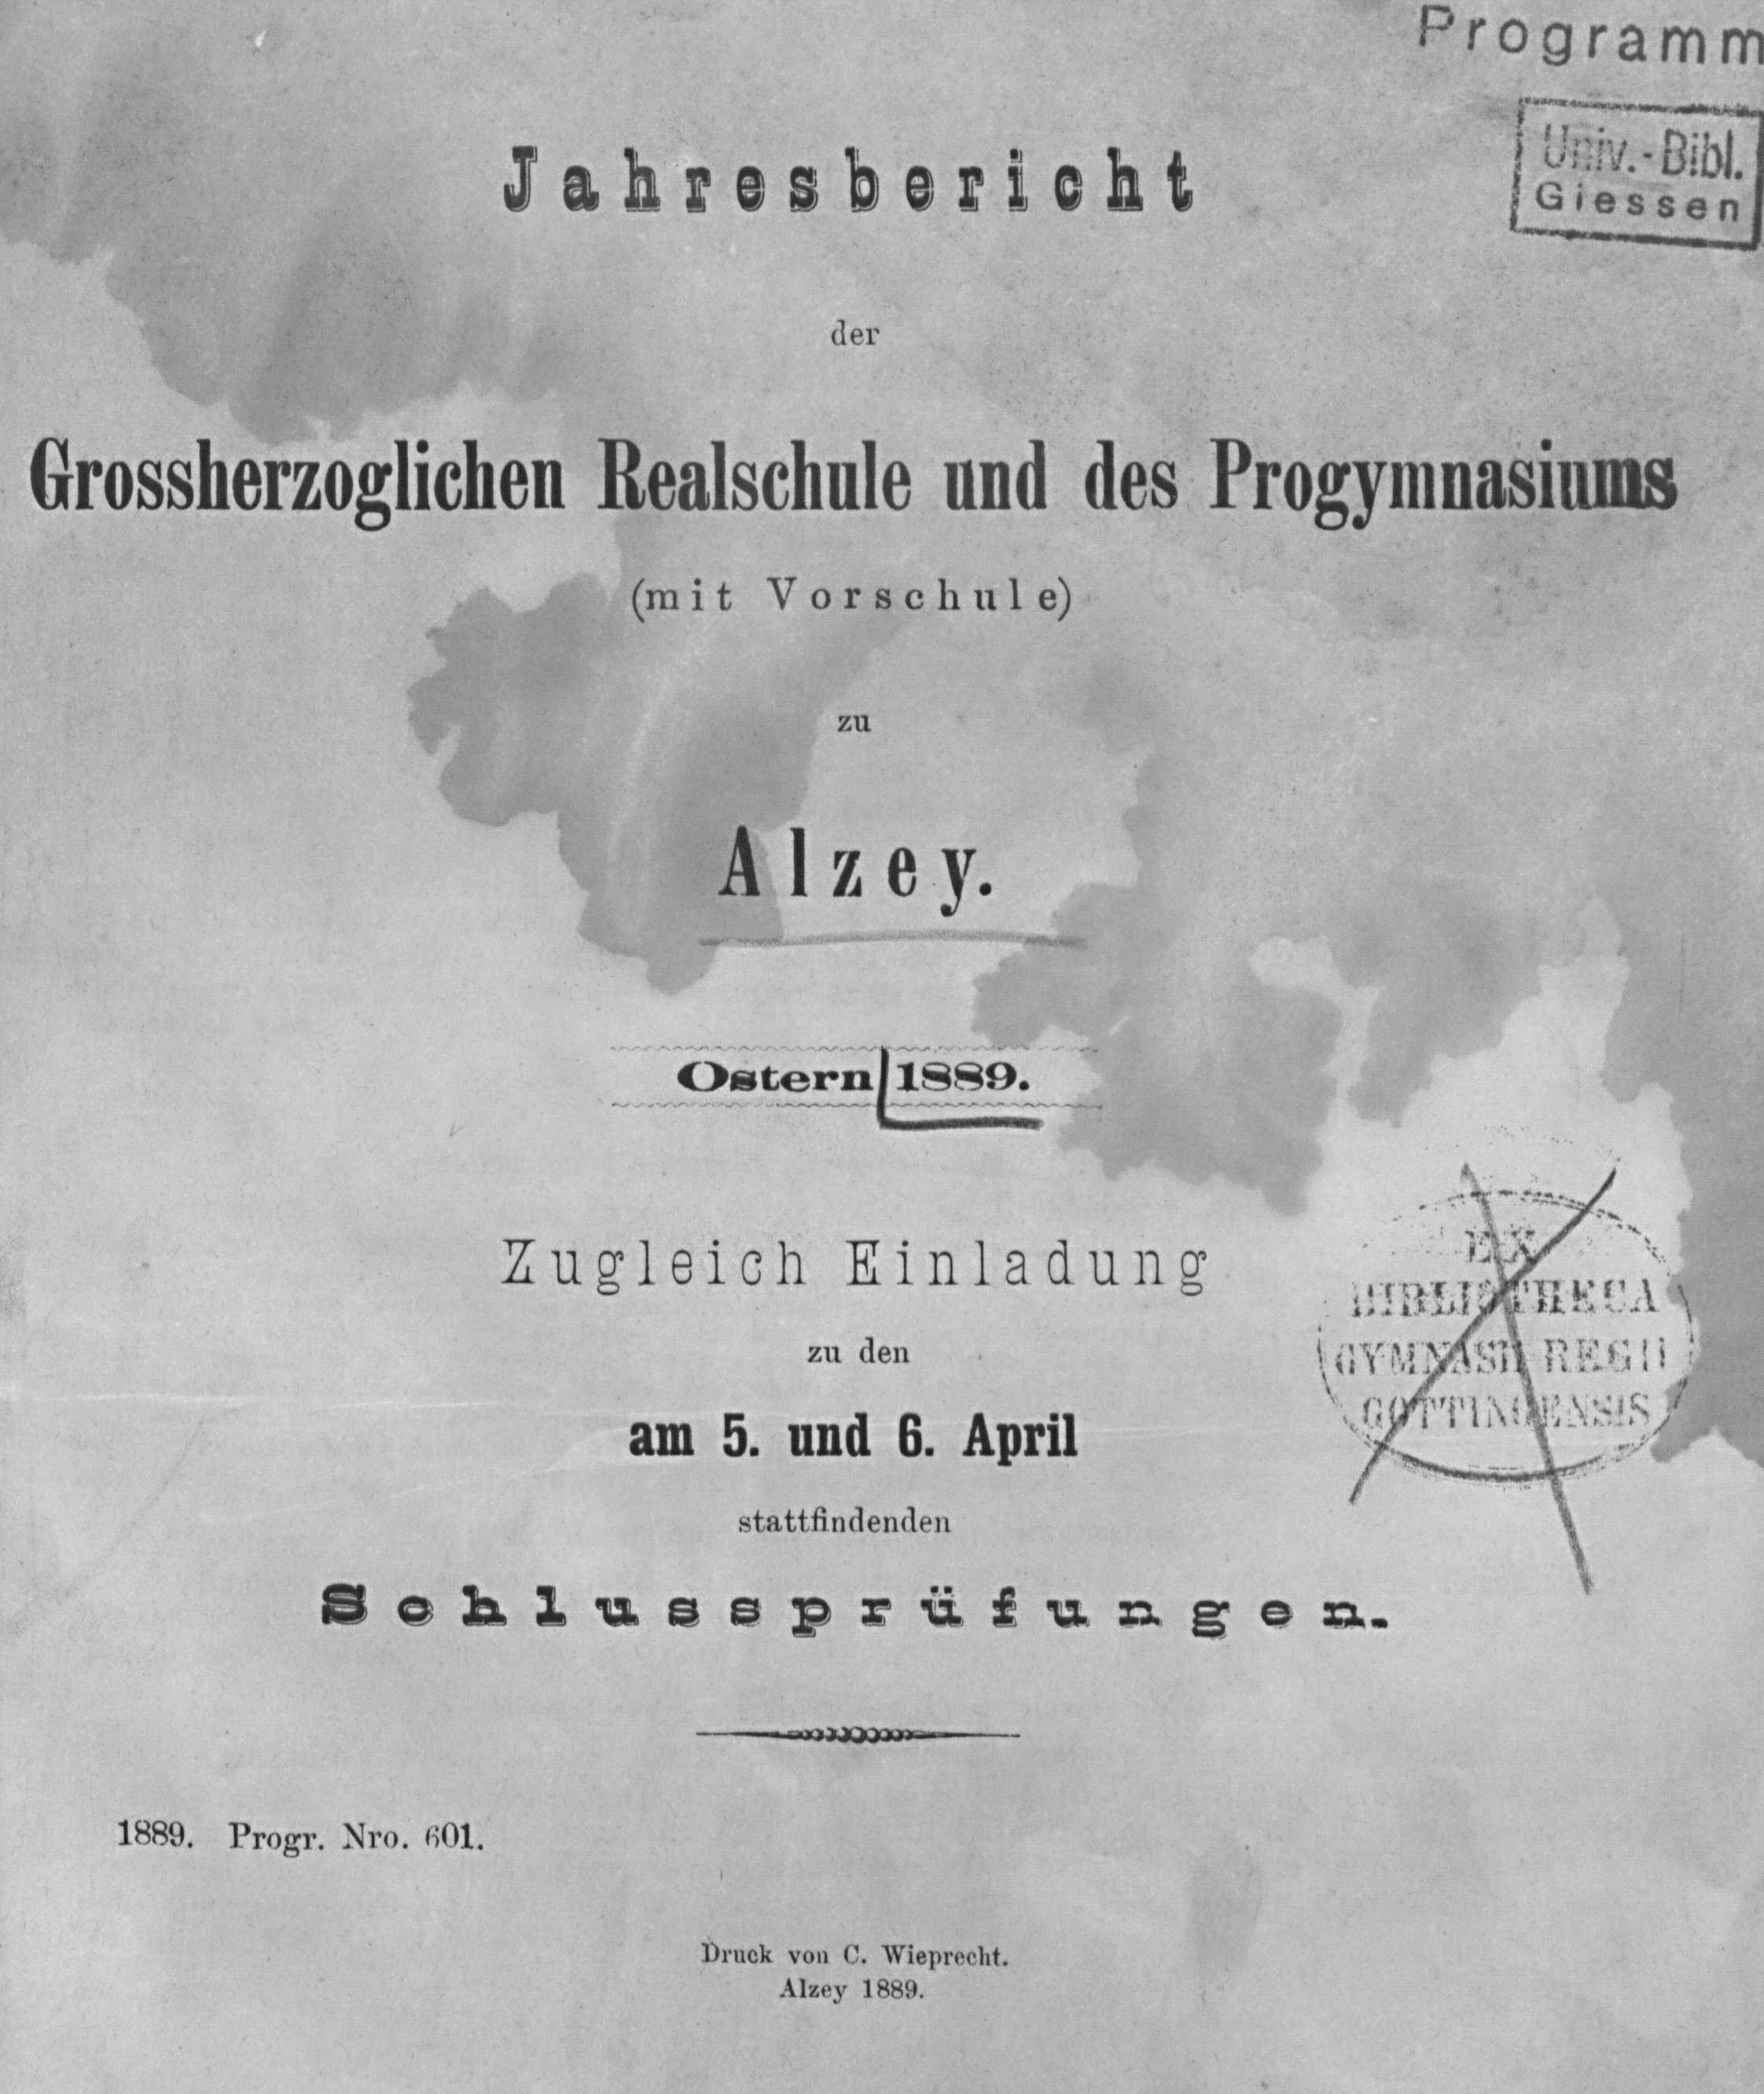 Programm
Univ.-Bibl.
Giessen
Jahresbericht
der
Grossherzoglichen Realschule und des Progymnasiums
(mit Vorschule)
zu
Alzey.
Ostern 1889.
Zugleich Einladung
zu den
am 5. und 6. April
stattfindenden
Schlussprüfungen.
EX
BIBLIOTHECA
GYMNASII REGII
GOTTINGENSIS
1889. Progr. Nro. 601.
Druck von C. Wieprecht.
Alzey 1889.